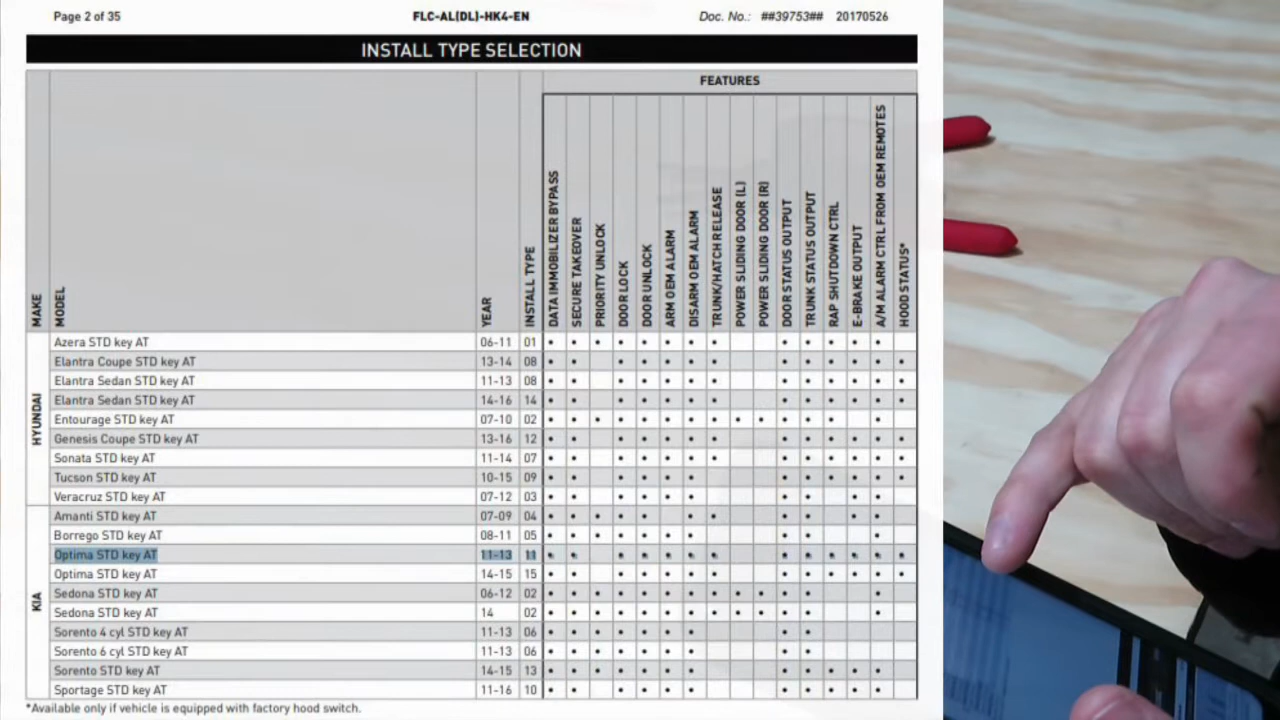 Page 2 of 35 FLC-AL(DL)-HK4-EN Doc. No.: ##39753## 20170526
INSTALL TYPE SELECTION
FEATURES
MAKE MODEL YEAR INSTALL TYPE DATA IMMOBILIZER BYPASS SECURE TAKEOVER PRIORITY UNLOCK DOOR LOCK DOOR UNLOCK ARM OEM ALARM DISARM OEM ALARM TRUNK/HATCH RELEASE POWER SLIDING DOOR (L) POWER SLIDING DOOR (R) DOOR STATUS OUTPUT TRUNK STATUS OUTPUT RAP SHUTDOWN CTRL E-BRAKE OUTPUT A/M ALARM CTRL FROM OEM REMOTES HOOD STATUS*
HYUNDAI
Azera STD key AT 06-11 01 • • • • • • • • • • • • •
Elantra Coupe STD key AT 13-14 08 • • • • • • • • • • • • •
Elantra Sedan STD key AT 11-13 08 • • • • • • • • • • • • •
Elantra Sedan STD key AT 14-16 14 • • • • • • • • • • • • •
Entourage STD key AT 07-10 02 • • • • • • • • • • • • • •
Genesis Coupe STD key AT 13-16 12 • • • • • • • • • • • • •
Sonata STD key AT 11-14 07 • • • • • • • • • • • • •
Tucson STD key AT 10-15 09 • • • • • • • • • • • •
Veracruz STD key AT 07-12 03 • • • • • • • • • •
KIA
Amanti STD key AT 07-09 04 • • • • • • • • • • • •
Borrego STD key AT 08-11 05 • • • • • • • • • •
Optima STD key AT 11-13 11 • • • • • • • • • • • • •
Optima STD key AT 14-15 15 • • • • • • • • • • • • •
Sedona STD key AT 06-12 02 • • • • • • • • • • • • •
Sedona STD key AT 14 02 • • • • • • • • • • • • •
Sorento 4 cyl STD key AT 11-13 06 • • • • • • • • •
Sorento 6 cyl STD key AT 11-13 06 • • • • • • • • •
Sorento STD key AT 14-15 13 • • • • • • • • • • • •
Sportage STD key AT 11-16 10 • • • • • • • • • • •
*Available only if vehicle is equipped with factory hood switch.